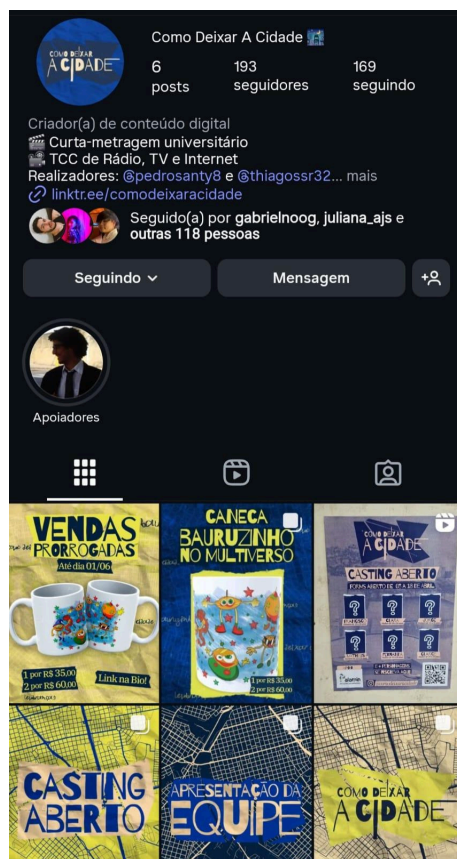 COMO DEIXAR
A CIDADE
Como Deixar A Cidade
6
posts
193
seguidores
169
seguindo
Criador(a) de conteúdo digital
Curta-metragem universitário
TCC de Rádio, TV e Internet
Realizadores: @pedrosanty8 e @thiagossr32... mais
linktr.ee/comodeixaracidade
Seguido(a) por gabrielnoog, juliana_ajs e
outras 118 pessoas
Seguindo
Mensagem
Apoiadores
VENDAS
PRORROGADAS
Até dia 01/06
1 por R$ 35,00
2 por R$ 60,00
Link na Bio!
CANECA
BAURUZINHO
NO MULTIVERSO
1 por R$ 35,00
2 por R$ 60,00
COMO DEIXAR
A CIDADE
CASTING ABERTO
CASTING
ABERTO
APRESENTAÇÃO DA
EQUIPE
COMO DEIXAR
A CIDADE